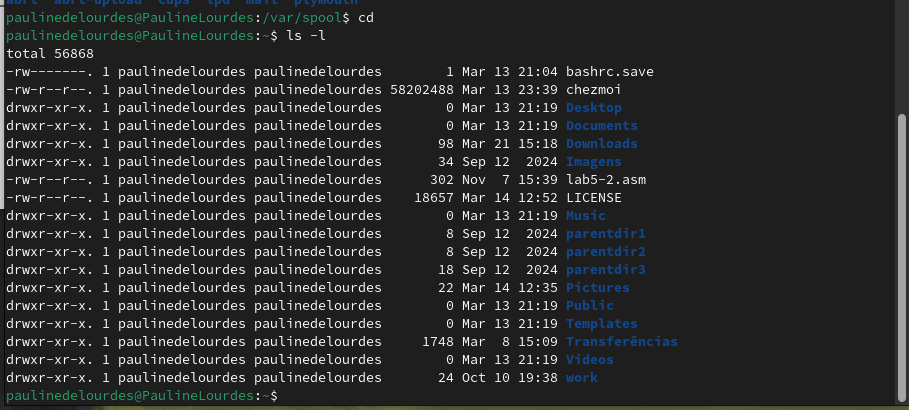 abrt abrt-upload cups lpd mail plymouth
paulinedelourdes@PaulineLourdes:/var/spool$ cd
paulinedelourdes@PaulineLourdes:~$ ls -l
total 56868
-rw-------. 1 paulinedelourdes paulinedelourdes        1 Mar 13 21:04 bashrc.save
-rw-r--r--. 1 paulinedelourdes paulinedelourdes 58202488 Mar 13 23:39 chezmoi
drwxr-xr-x. 1 paulinedelourdes paulinedelourdes        0 Mar 13 21:19 Desktop
drwxr-xr-x. 1 paulinedelourdes paulinedelourdes        0 Mar 13 21:19 Documents
drwxr-xr-x. 1 paulinedelourdes paulinedelourdes       98 Mar 21 15:18 Downloads
drwxr-xr-x. 1 paulinedelourdes paulinedelourdes       34 Sep 12  2024 Imagens
-rw-r--r--. 1 paulinedelourdes paulinedelourdes      302 Nov  7 15:39 lab5-2.asm
-rw-r--r--. 1 paulinedelourdes paulinedelourdes    18657 Mar 14 12:52 LICENSE
drwxr-xr-x. 1 paulinedelourdes paulinedelourdes        0 Mar 13 21:19 Music
drwxr-xr-x. 1 paulinedelourdes paulinedelourdes        8 Sep 12  2024 parentdir1
drwxr-xr-x. 1 paulinedelourdes paulinedelourdes        8 Sep 12  2024 parentdir2
drwxr-xr-x. 1 paulinedelourdes paulinedelourdes       18 Sep 12  2024 parentdir3
drwxr-xr-x. 1 paulinedelourdes paulinedelourdes       22 Mar 14 12:35 Pictures
drwxr-xr-x. 1 paulinedelourdes paulinedelourdes        0 Mar 13 21:19 Public
drwxr-xr-x. 1 paulinedelourdes paulinedelourdes        0 Mar 13 21:19 Templates
drwxr-xr-x. 1 paulinedelourdes paulinedelourdes     1748 Mar  8 15:09 Transferências
drwxr-xr-x. 1 paulinedelourdes paulinedelourdes        0 Mar 13 21:19 Videos
drwxr-xr-x. 1 paulinedelourdes paulinedelourdes       24 Oct 10 19:38 work
paulinedelourdes@PaulineLourdes:~$